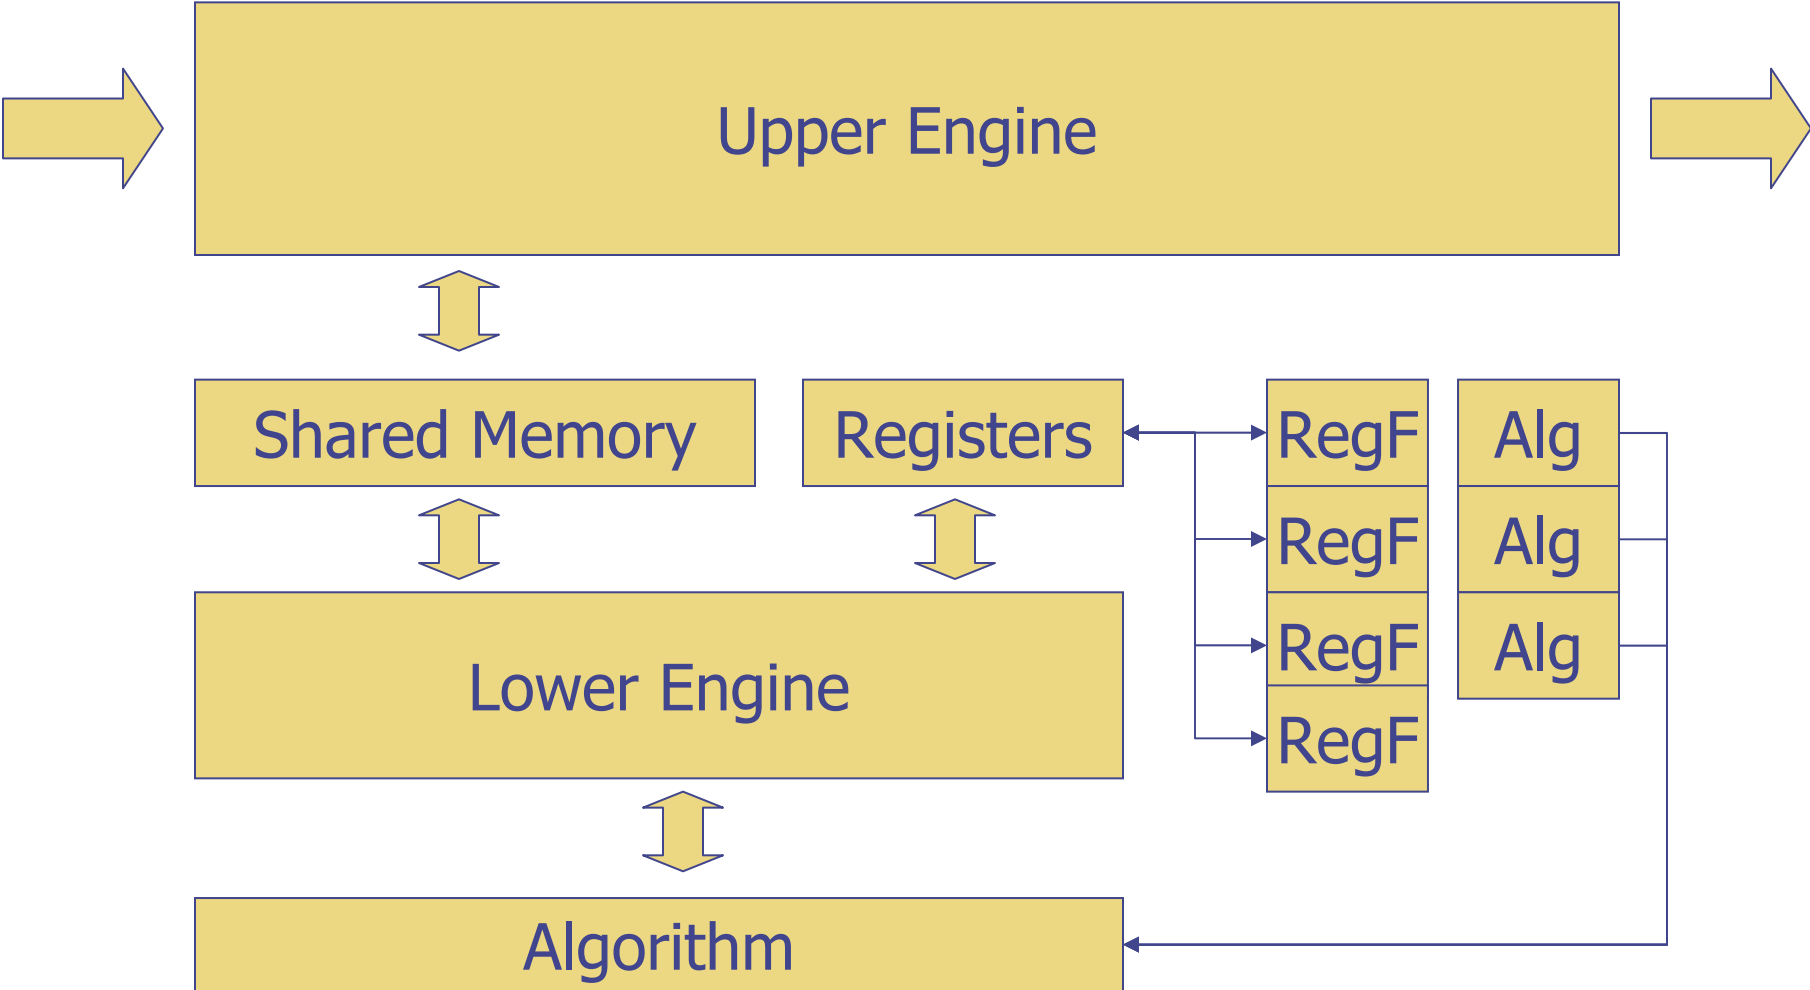 Upper Engine
Shared Memory
Registers
RegF
Alg
RegF
Alg
RegF
Alg
Lower Engine
RegF
Algorithm